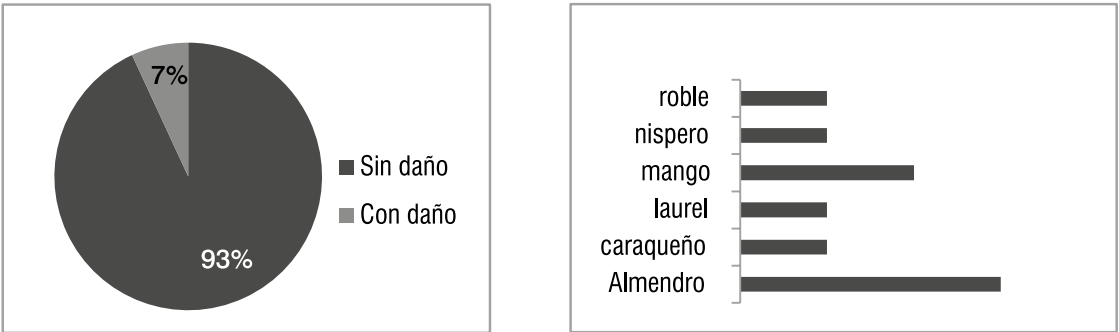 7%
93%
Sin daño
Con daño
roble
nispero
mango
laurel
caraqueño
Almendro